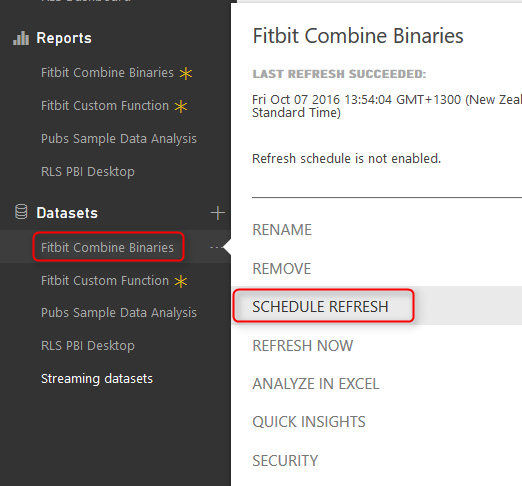 RLS Dashboard
Reports
Fitbit Combine Binaries
Fitbit Custom Function
Pubs Sample Data Analysis
RLS PBI Desktop
Datasets
Fitbit Combine Binaries
Fitbit Custom Function
Pubs Sample Data Analysis
RLS PBI Desktop
Streaming datasets
Fitbit Combine Binaries
LAST REFRESH SUCCEEDED:
Fri Oct 07 2016 13:54:04 GMT+1300 (New Zeal
Standard Time)
Refresh schedule is not enabled.
RENAME
REMOVE
SCHEDULE REFRESH
REFRESH NOW
ANALYZE IN EXCEL
QUICK INSIGHTS
SECURITY